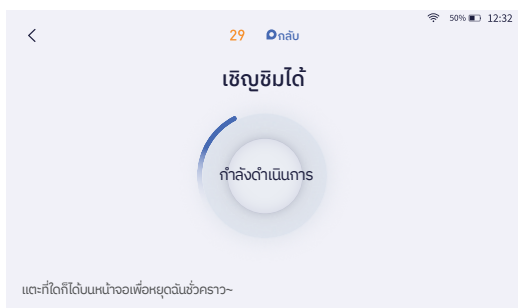 50% 12:32
29 กลับ
เชิญชิมได้
กำลังดำเนินการ
แตะที่ใดก็ได้บนหน้าจอเพื่อหยุดฉันชั่วคราว~